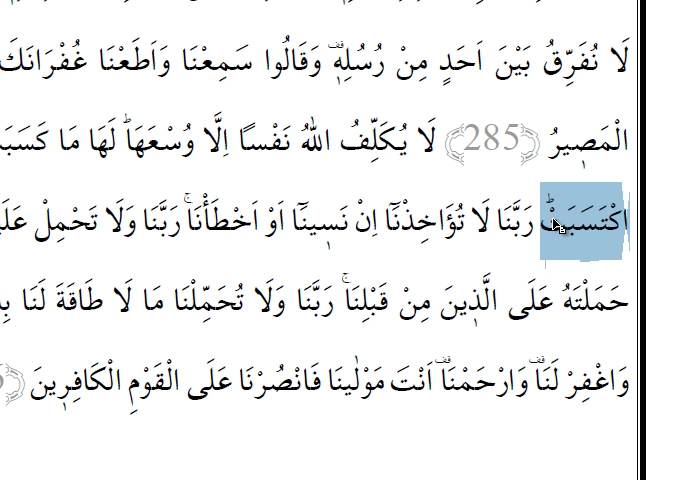 لَا نُفَرِّقُ بَيْنَ اَحَدٍ مِنْ رُسُلِهٖۜ وَقَالُوا سَمِعْنَا وَاَطَعْنَا غُفْرَانَكَ
الْمَصٖيرُ ﴿285﴾ لَا يُكَلِّفُ اللّٰهُ نَفْسًا اِلَّا وُسْعَهَاؕ لَهَا مَا كَسَبَ
اكْتَسَبَتْؕ رَبَّنَا لَا تُؤَاخِذْنَٓا اِنْ نَسٖينَٓا اَوْ اَخْطَأْنَاۚ رَبَّنَا وَلَا تَحْمِلْ عَلَ
حَمَلْتَهُ عَلَى الَّذٖينَ مِنْ قَبْلِنَاۚ رَبَّنَا وَلَا تُحَمِّلْنَا مَا لَا طَاقَةَ لَنَا بِ
وَاغْفِرْ لَنَا۠ وَارْحَمْنَا۠ اَنْتَ مَوْلٰينَا فَانْصُرْنَا عَلَى الْقَوْمِ الْكَافِرٖينَ